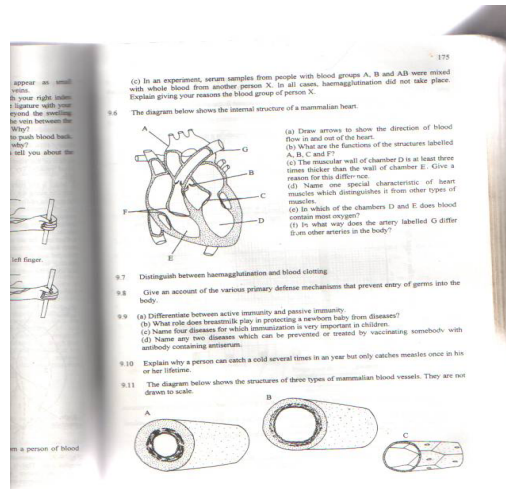 appear as small
veins.
your right index
ligature with your
eyond the swelling
vein between the
Why?
to push blood back
why?
tell you about the
left finger.
en a person of blood
175
(c) In an experiment, serum samples from people with blood groups A, B and AB were mixed
with whole blood from another person X. In all cases, haemagglutination did not take place.
Explain giving your reasons the blood group of person X.
9.6 The diagram below shows the internal structure of a mammalian heart.
A
G
B
C
D
E
F
(a) Draw arrows to show the direction of blood
flow in and out of the heart.
(b) What are the functions of the structures labelled
A, B, C and F?
(c) The muscular wall of chamber D is at least three
times thicker than the wall of chamber E. Give a
reason for this difference.
(d) Name one special characteristic of heart
muscles which distinguishes it from other types of
muscles.
(e) In which of the chambers D and E does blood
contain most oxygen?
(f) In what way does the artery labelled G differ
from other arteries in the body?
9.7 Distinguish between haemagglutination and blood clotting.
9.8 Give an account of the various primary defense mechanisms that prevent entry of germs into the
body.
9.9 (a) Differentiate between active immunity and passive immunity.
(b) What role does breastmilk play in protecting a newborn baby from diseases?
(c) Name four diseases for which immunization is very important in children.
(d) Name any two diseases which can be prevented or treated by vaccinating somebody with
antibody containing antiserum.
9.10 Explain why a person can catch a cold several times in an year but only catches measles once in his
or her lifetime.
9.11 The diagram below shows the structures of three types of mammalian blood vessels. They are not
drawn to scale.
A
B
C